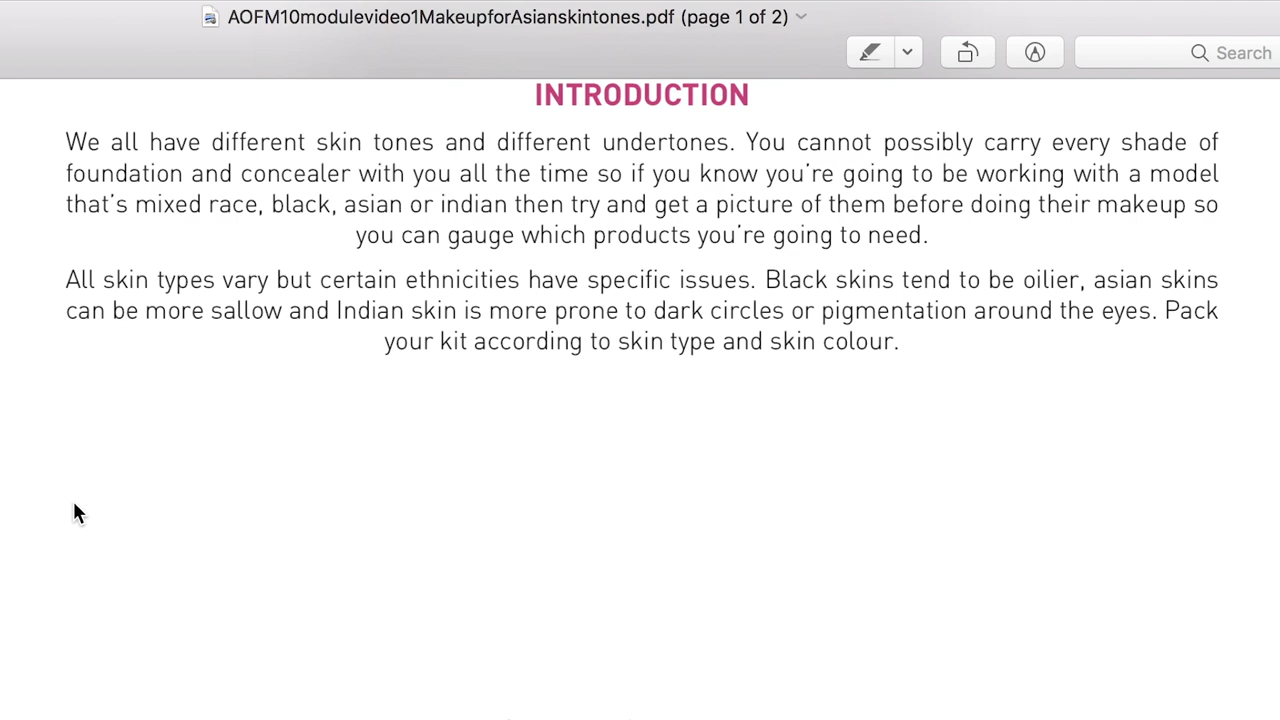 AOFM10modulevideo1MakeupforAsianskintones.pdf (page 1 of 2)
Search
INTRODUCTION
We all have different skin tones and different undertones. You cannot possibly carry every shade of
foundation and concealer with you all the time so if you know you’re going to be working with a model
that’s mixed race, black, asian or indian then try and get a picture of them before doing their makeup so
you can gauge which products you’re going to need.
All skin types vary but certain ethnicities have specific issues. Black skins tend to be oilier, asian skins
can be more sallow and Indian skin is more prone to dark circles or pigmentation around the eyes. Pack
your kit according to skin type and skin colour.